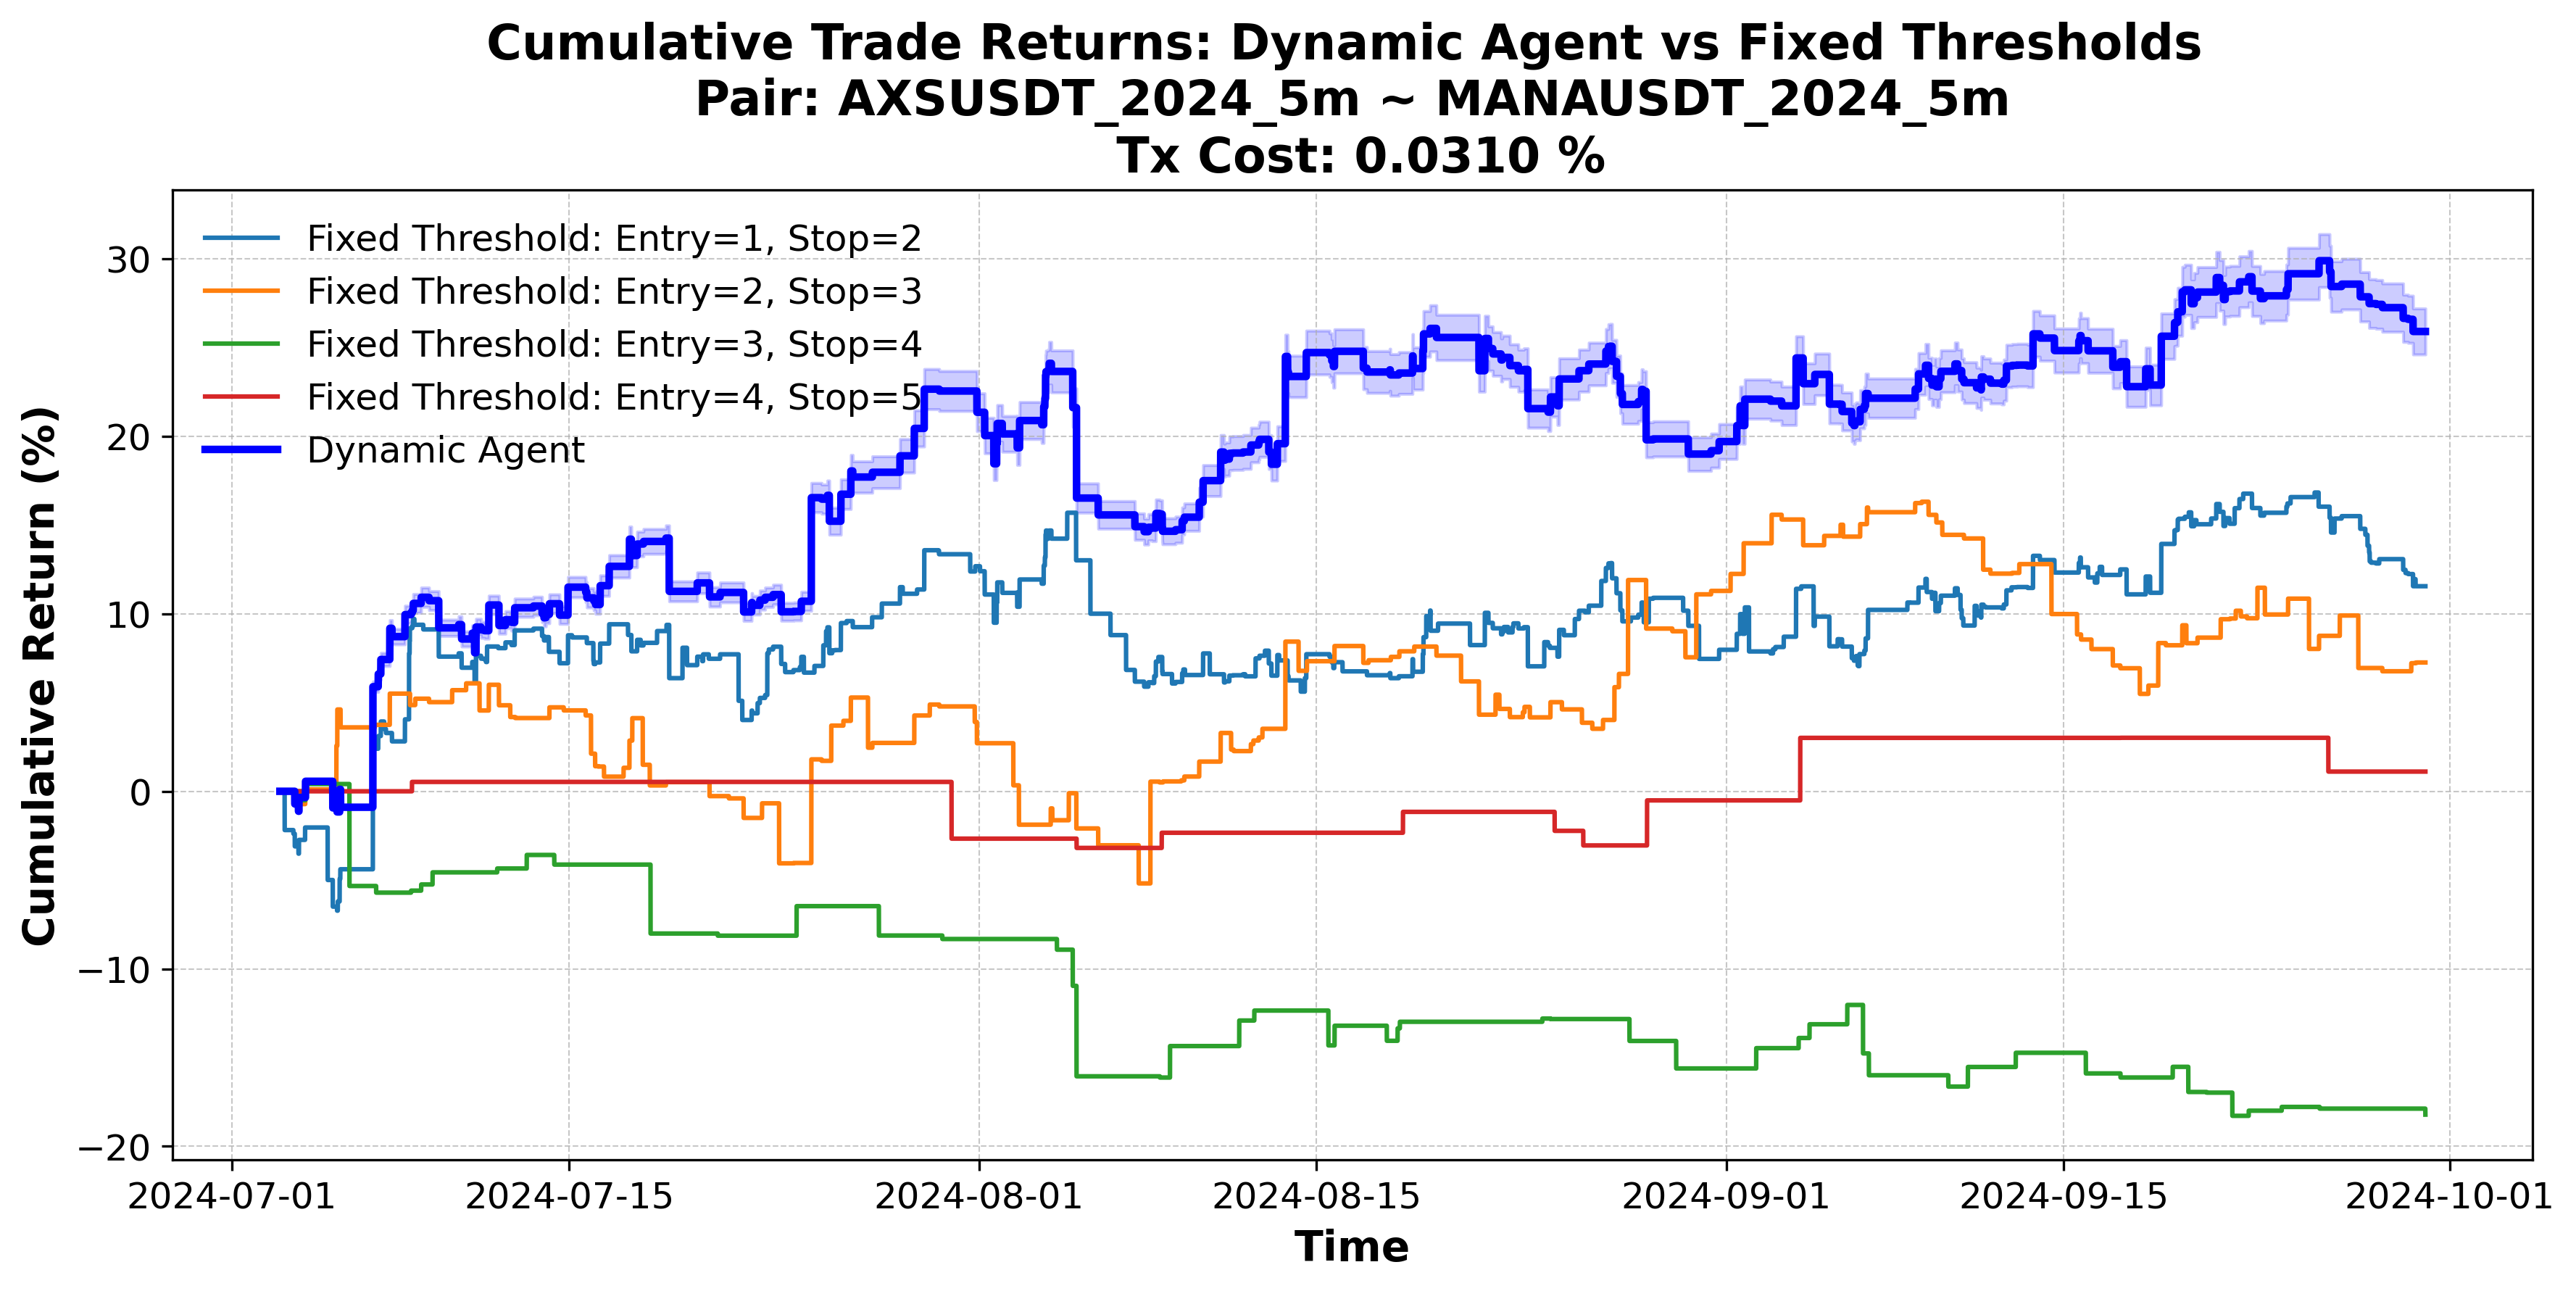 Cumulative Trade Returns: Dynamic Agent vs Fixed Thresholds
Pair: AXSUSDT_2024_5m ~ MANAUSDT_2024_5m
Tx Cost: 0.0310 %
Fixed Threshold: Entry=1, Stop=2
Fixed Threshold: Entry=2, Stop=3
Fixed Threshold: Entry=3, Stop=4
Fixed Threshold: Entry=4, Stop=5
Dynamic Agent
Cumulative Return (%)
30
20
10
0
−10
−20
2024-07-01
2024-07-15
2024-08-01
2024-08-15
2024-09-01
2024-09-15
2024-10-01
Time